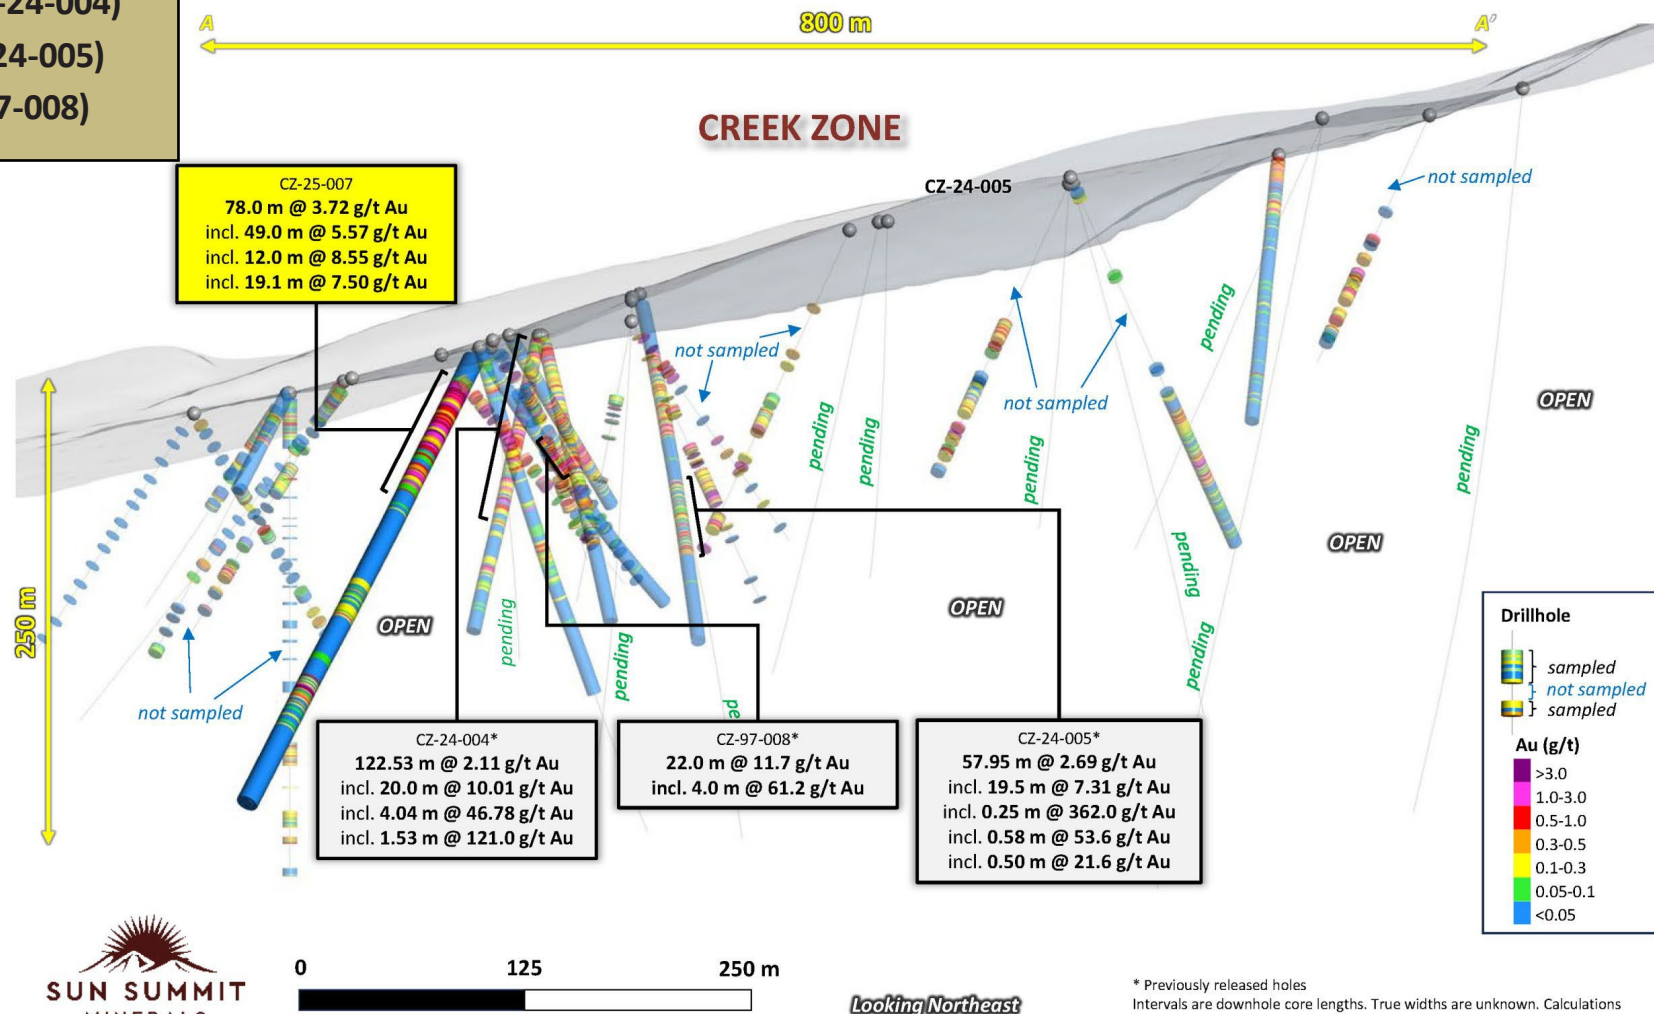 -24-004)
24-005)
7-008)
A
800 m
A'
CREEK ZONE
CZ-25-007
78.0 m @ 3.72 g/t Au
incl. 49.0 m @ 5.57 g/t Au
incl. 12.0 m @ 8.55 g/t Au
incl. 19.1 m @ 7.50 g/t Au
CZ-24-005
not sampled
not sampled
not sampled
not sampled
pending
pending
pending
pending
pending
pending
pending
pending
pending
pe
OPEN
OPEN
OPEN
OPEN
250 m
CZ-24-004*
122.53 m @ 2.11 g/t Au
incl. 20.0 m @ 10.01 g/t Au
incl. 4.04 m @ 46.78 g/t Au
incl. 1.53 m @ 121.0 g/t Au
CZ-97-008*
22.0 m @ 11.7 g/t Au
incl. 4.0 m @ 61.2 g/t Au
CZ-24-005*
57.95 m @ 2.69 g/t Au
incl. 19.5 m @ 7.31 g/t Au
incl. 0.25 m @ 362.0 g/t Au
incl. 0.58 m @ 53.6 g/t Au
incl. 0.50 m @ 21.6 g/t Au
Drillhole
sampled
not sampled
sampled
Au (g/t)
>3.0
1.0-3.0
0.5-1.0
0.3-0.5
0.1-0.3
0.05-0.1
<0.05
SUN SUMMIT
MINERALS
0 125 250 m
Looking Northeast
* Previously released holes
Intervals are downhole core lengths. True widths are unknown. Calculations